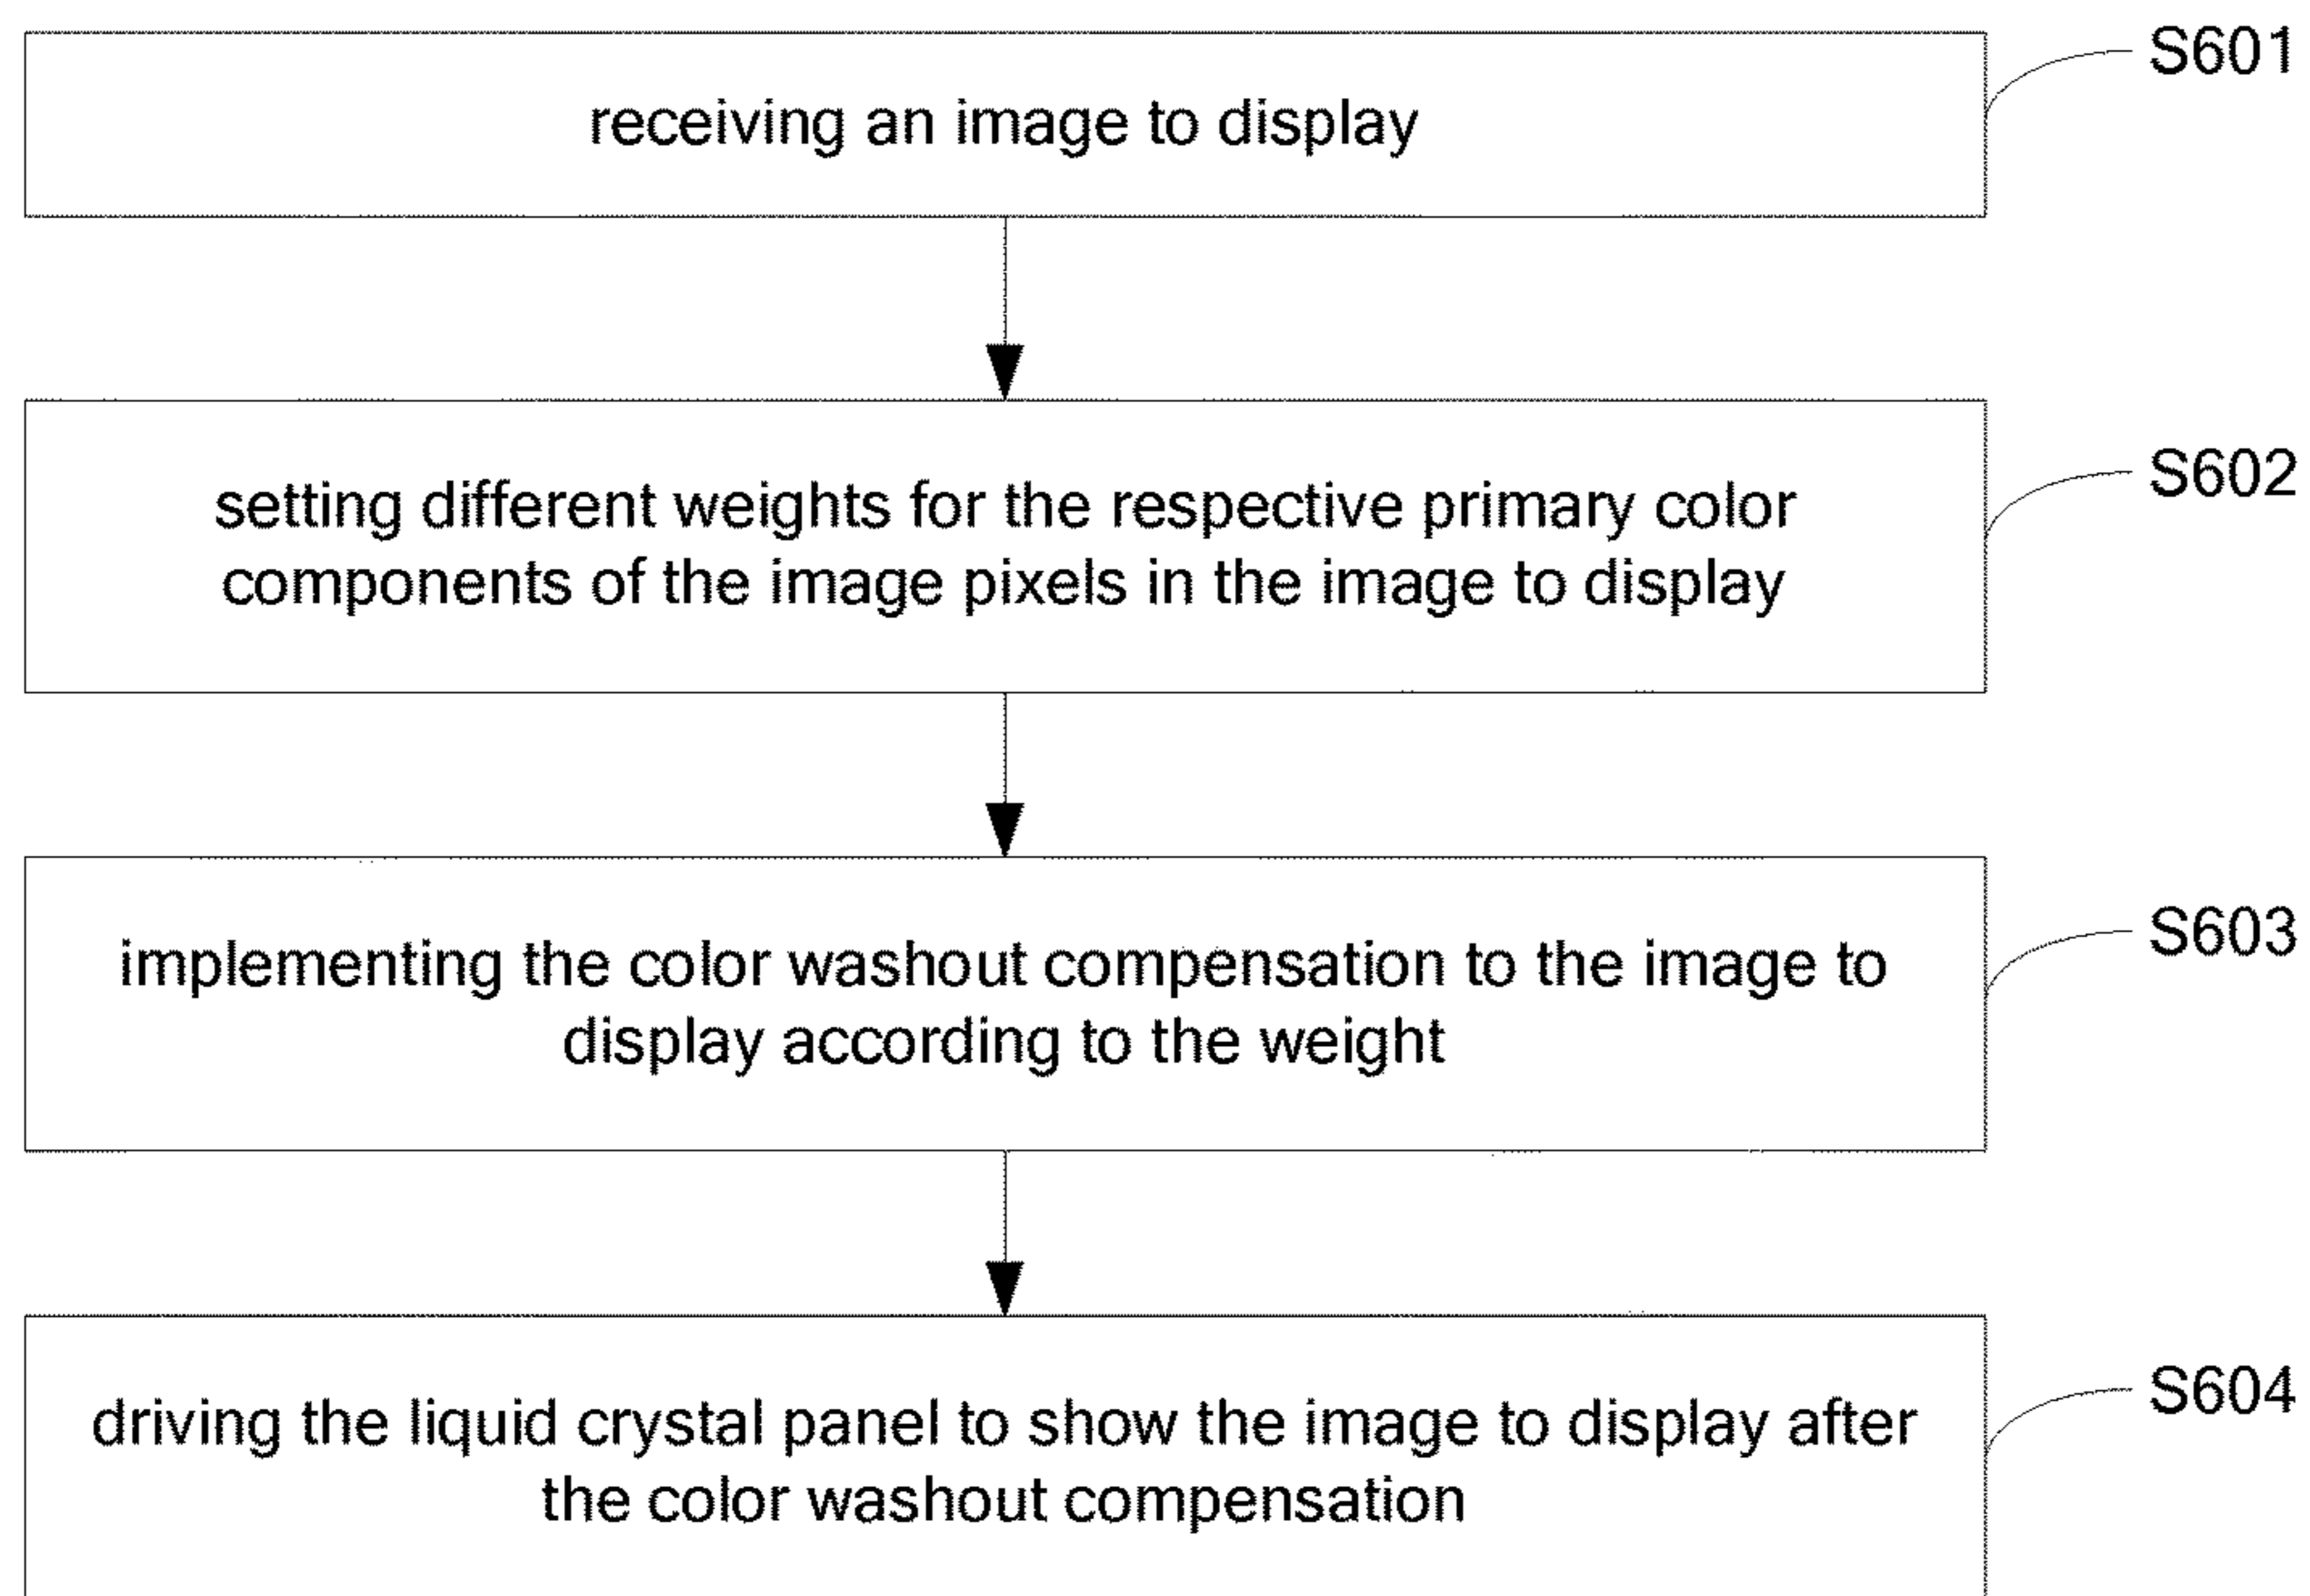 receiving an image to display
S601
setting different weights for the respective primary color
components of the image pixels in the image to display
S602
implementing the color washout compensation to the image to
display according to the weight
S603
driving the liquid crystal panel to show the image to display after
the color washout compensation
S604